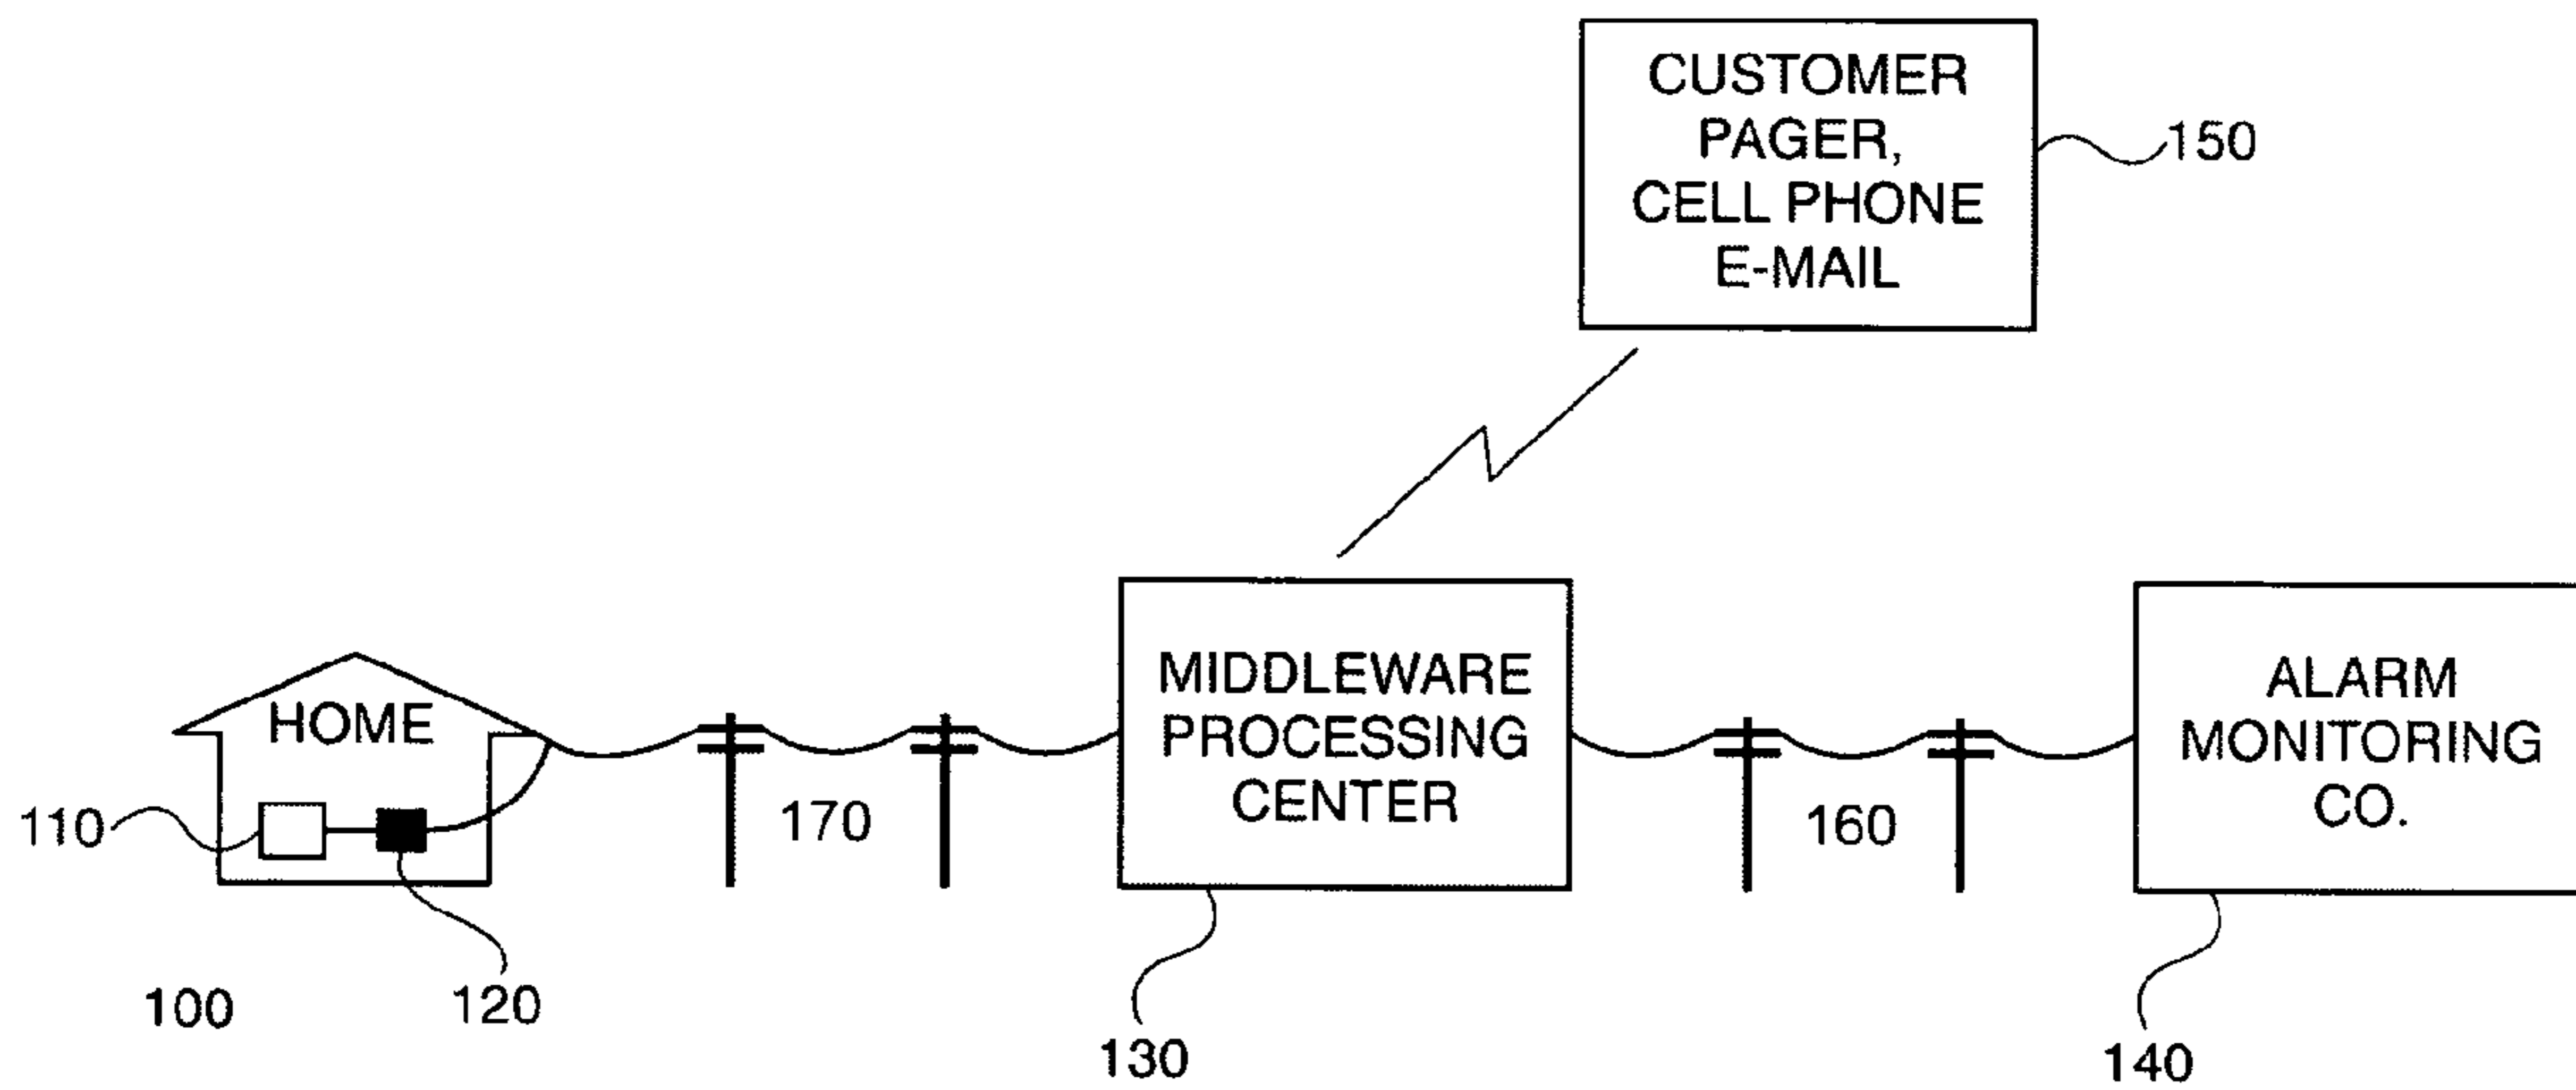 CUSTOMER
PAGER,
CELL PHONE
E-MAIL
150
HOME
110
120
100
170
MIDDLEWARE
PROCESSING
CENTER
130
160
ALARM
MONITORING
CO.
140